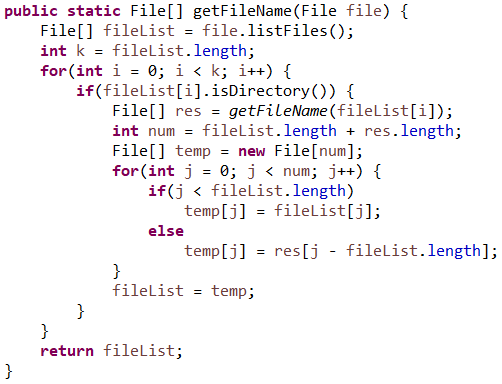 public static File[] getFileName(File file) {
    File[] fileList = file.listFiles();
    int k = fileList.length;
    for(int i = 0; i < k; i++) {
        if(fileList[i].isDirectory()) {
            File[] res = getFileName(fileList[i]);
            int num = fileList.length + res.length;
            File[] temp = new File[num];
            for(int j = 0; j < num; j++) {
                if(j < fileList.length)
                    temp[j] = fileList[j];
                else
                    temp[j] = res[j - fileList.length];
            }
            fileList = temp;
        }
    }
    return fileList;
}